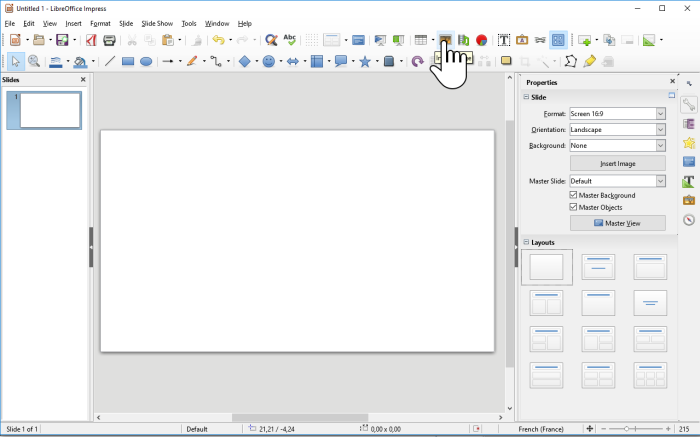 Untitled 1 - LibreOffice Impress
File Edit View Insert Format Slide Slide Show Tools Window Help
Abc
T
Slides
1
Properties
Slide
Format: Screen 16:9
Orientation: Landscape
Background: None
Insert Image
Master Slide: Default
Master Background
Master Objects
Master View
Layouts
Slide 1 of 1
Default
21,21 / -4,24
0,00 x 0,00
French (France)
215